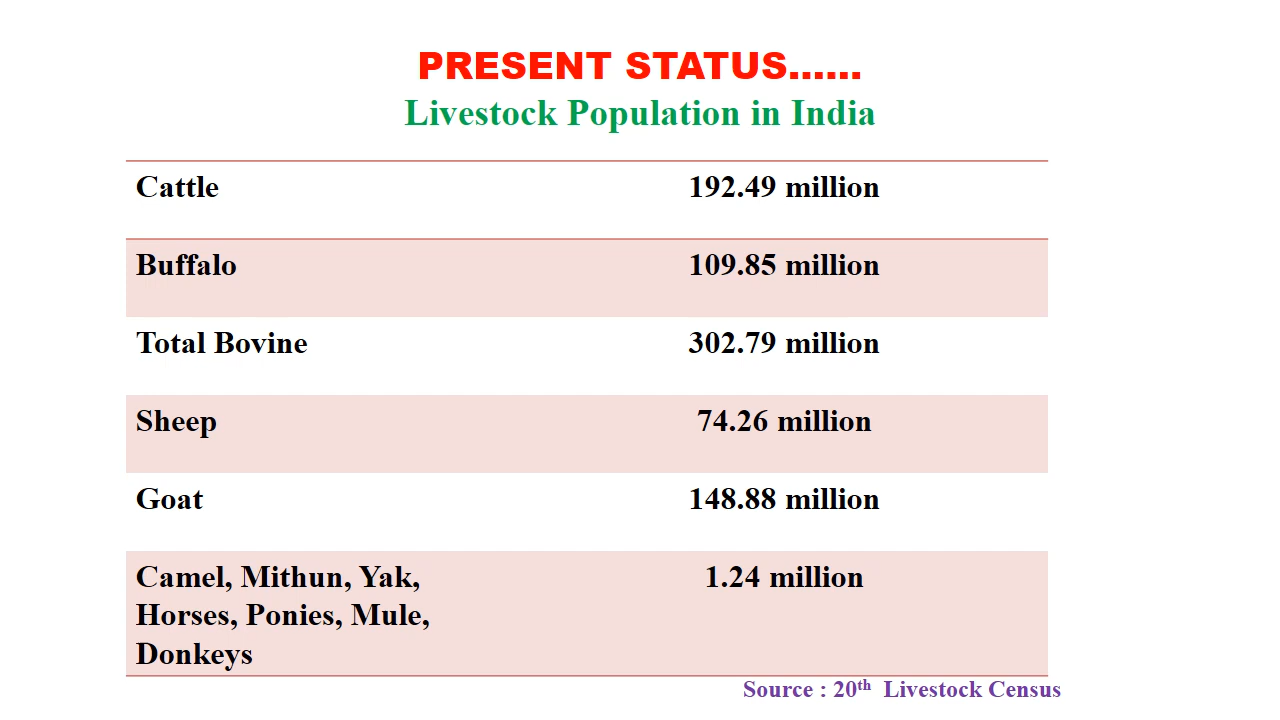 PRESENT STATUS......
Livestock Population in India
Cattle 192.49 million
Buffalo 109.85 million
Total Bovine 302.79 million
Sheep 74.26 million
Goat 148.88 million
Camel, Mithun, Yak, 1.24 million
Horses, Ponies, Mule,
Donkeys
Source : 20th Livestock Census